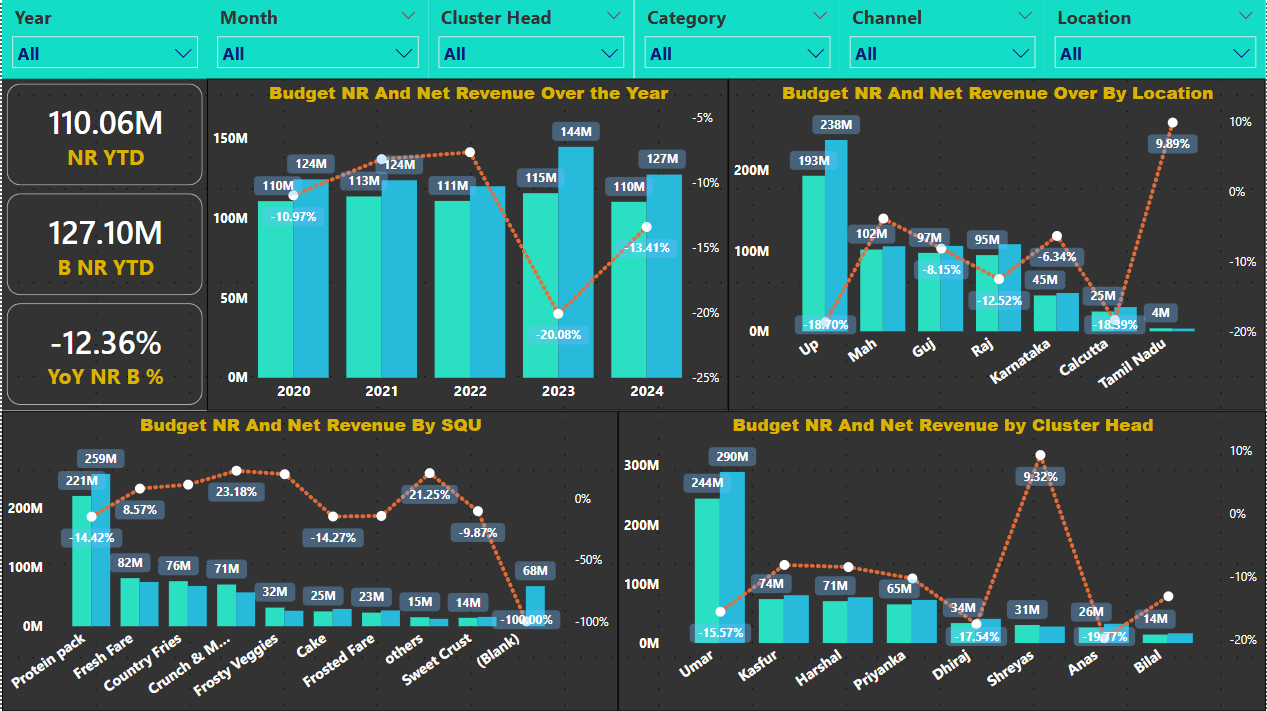 Year
Month
Cluster Head
Category
Channel
Location
All
All
All
All
All
All
110.06M
NR YTD
127.10M
B NR YTD
-12.36%
YoY NR B %
Budget NR And Net Revenue Over the Year
150M
100M
50M
0M
-5%
-10%
-15%
-20%
-25%
110M
124M
113M
124M
111M
115M
144M
110M
127M
-10.97%
-20.08%
-13.41%
2020
2021
2022
2023
2024
Budget NR And Net Revenue Over By Location
200M
100M
0M
10%
0%
-10%
-20%
193M
238M
102M
97M
95M
45M
25M
4M
-18.70%
-8.15%
-12.52%
-6.34%
-18.39%
9.89%
Up
Mah
Guj
Raj
Karnataka
Calcutta
Tamil Nadu
Budget NR And Net Revenue By SQU
200M
100M
0M
0%
-50%
-100%
221M
259M
82M
76M
71M
32M
25M
23M
15M
14M
68M
-14.42%
8.57%
23.18%
-14.27%
21.25%
-9.87%
-100.00%
Protein pack
Fresh Fare
Country Fries
Crunch & M...
Frosty Veggies
Cake
Frosted Fare
others
Sweet Crust
(Blank)
Budget NR And Net Revenue by Cluster Head
300M
200M
100M
0M
10%
0%
-10%
-20%
244M
290M
74M
71M
65M
34M
31M
26M
14M
-15.57%
-17.54%
9.32%
-19.77%
Umar
Kasfur
Harshal
Priyanka
Dhiraj
Shreyas
Anas
Bilal